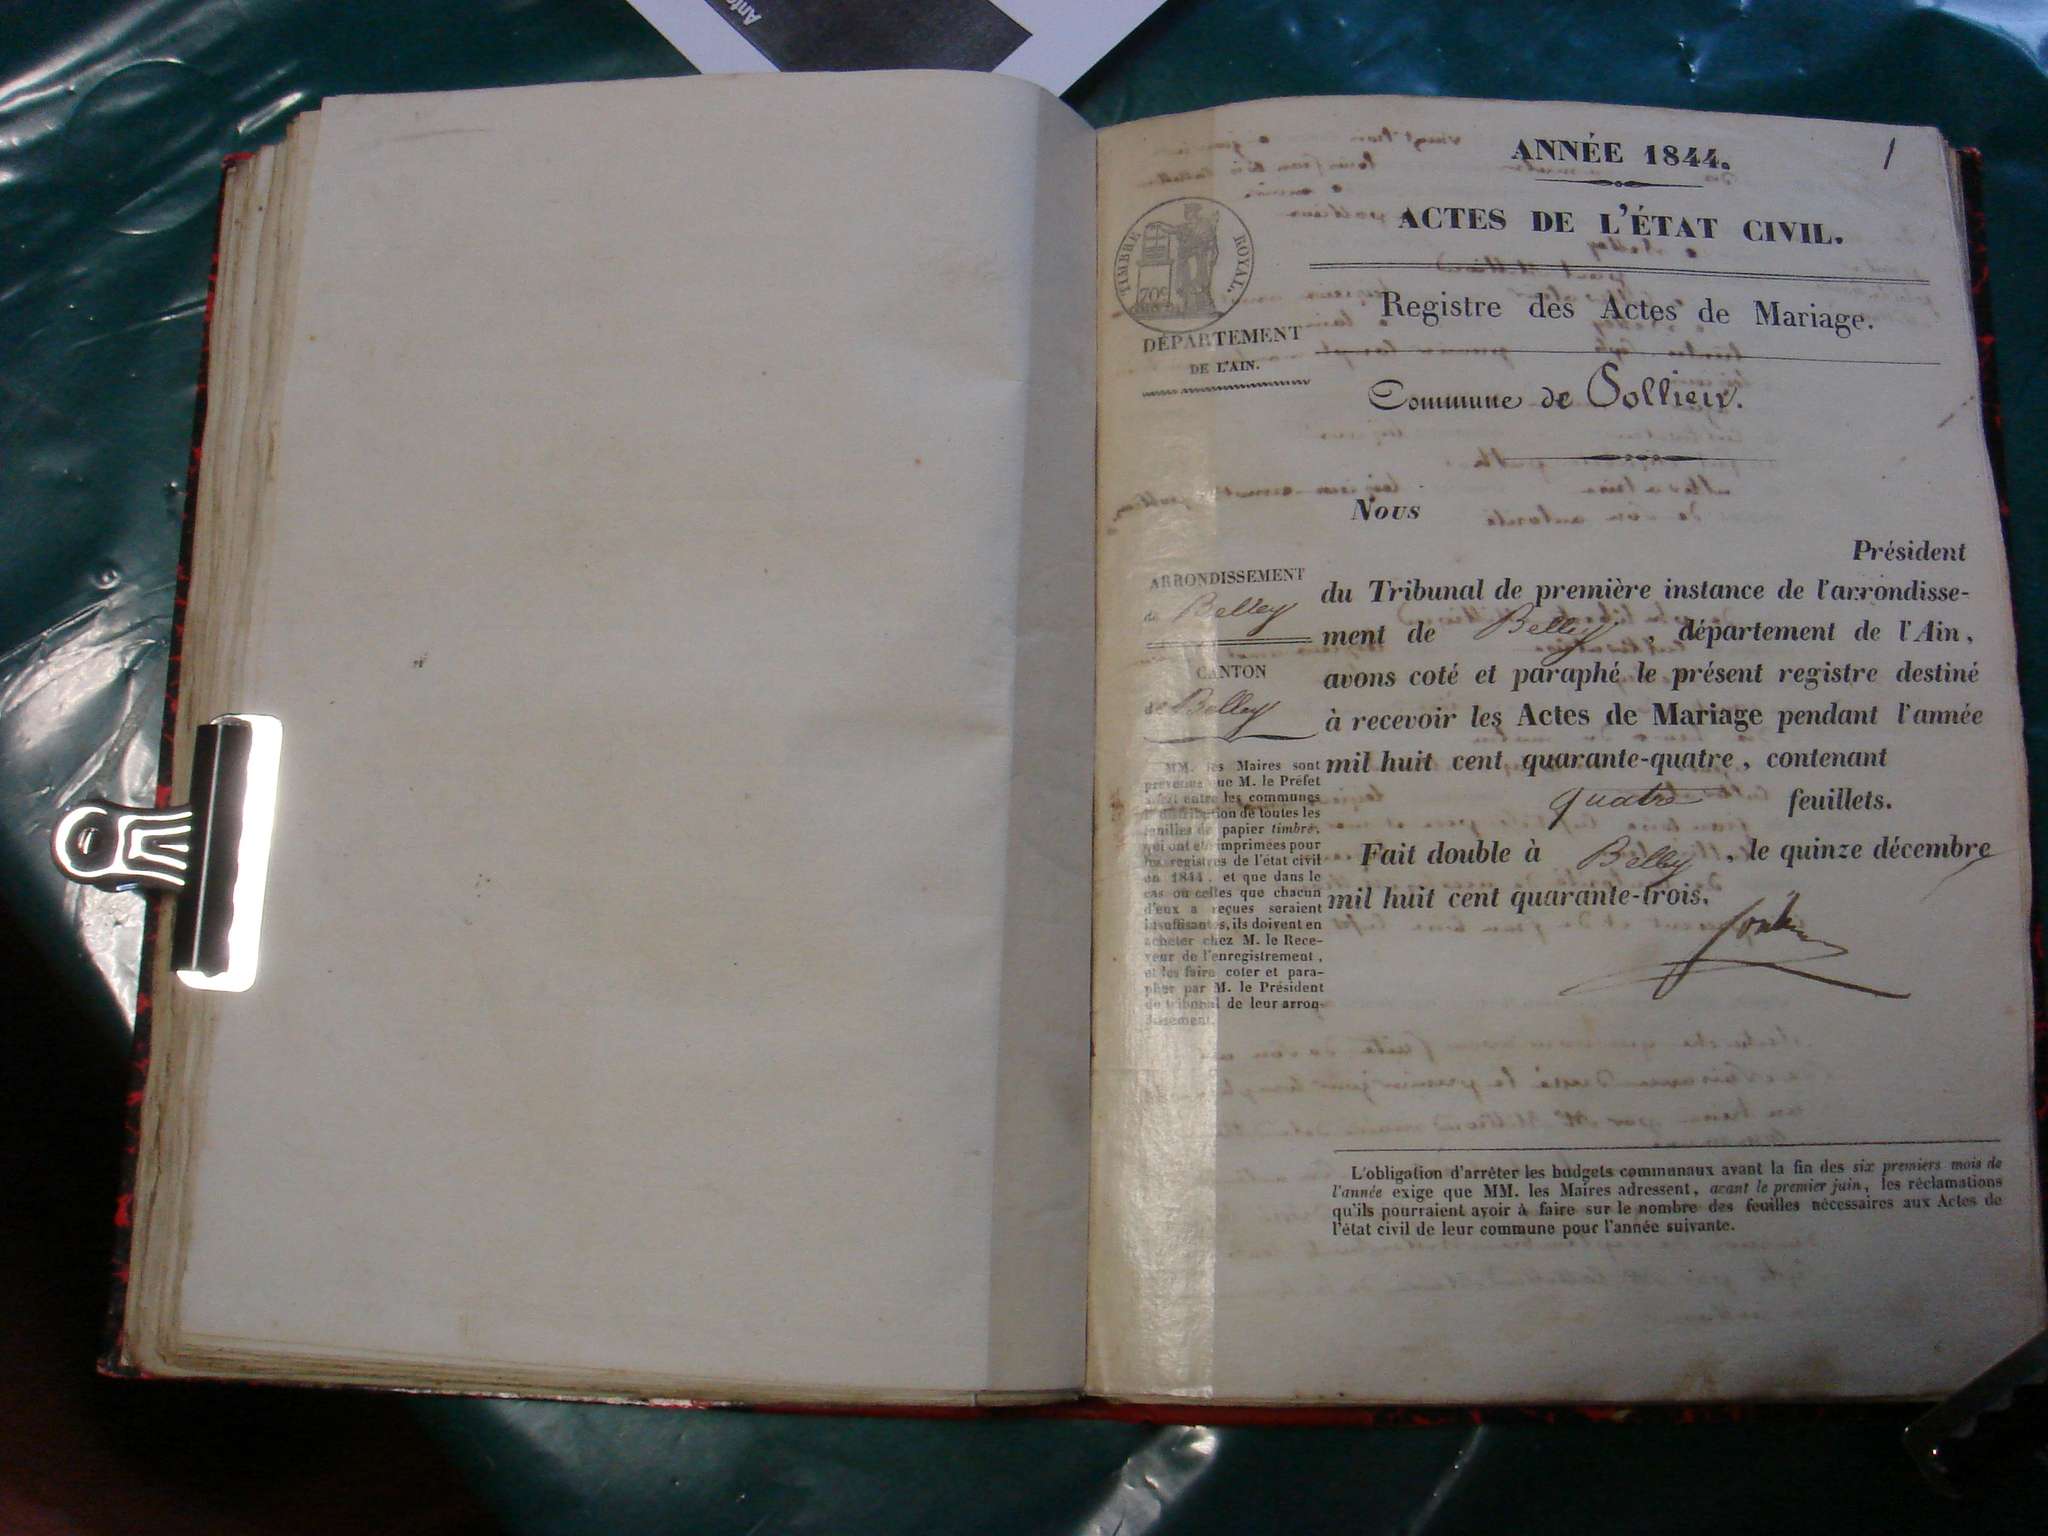 Anto
1
ANNÉE 1844.
ACTES DE L'ÉTAT CIVIL.
TIMBRE ROYAL.
70c
DÉPARTEMENT
DE L'AIN.
Registre des Actes de Mariage.
Commune de Pollieu.
Nous
Président
du Tribunal de première instance de l'arrondisse-
ment de Belley, département de l'Ain,
avons coté et paraphé le présent registre destiné
à recevoir les Actes de Mariage pendant l'année
mil huit cent quarante-quatre, contenant
quatre feuillets.
Fait double à Belley, le quinze décembre
mil huit cent quarante-trois.
ARRONDISSEMENT
de Belley
CANTON
de Belley
MM. les Maires sont
prévenus que M. le Préfet
a fait entre les communes
la distribution de toutes les
feuilles de papier timbré,
qui ont été imprimées pour
les registres de l'état civil
en 1844, et que dans le
cas où celles que chacun
d'eux a reçues seraient
insuffisantes, ils doivent en
acheter chez M. le Rece-
veur de l'enregistrement,
et les faire coter et para-
pher par M. le Président
du tribunal de leur arron-
dissement.
L'obligation d'arrêter les budgets communaux avant la fin des six premiers mois de
l'année exige que MM. les Maires adressent, avant le premier juin, les réclamations
qu'ils pourraient avoir à faire sur le nombre des feuilles nécessaires aux Actes de
l'état civil de leur commune pour l'année suivante.